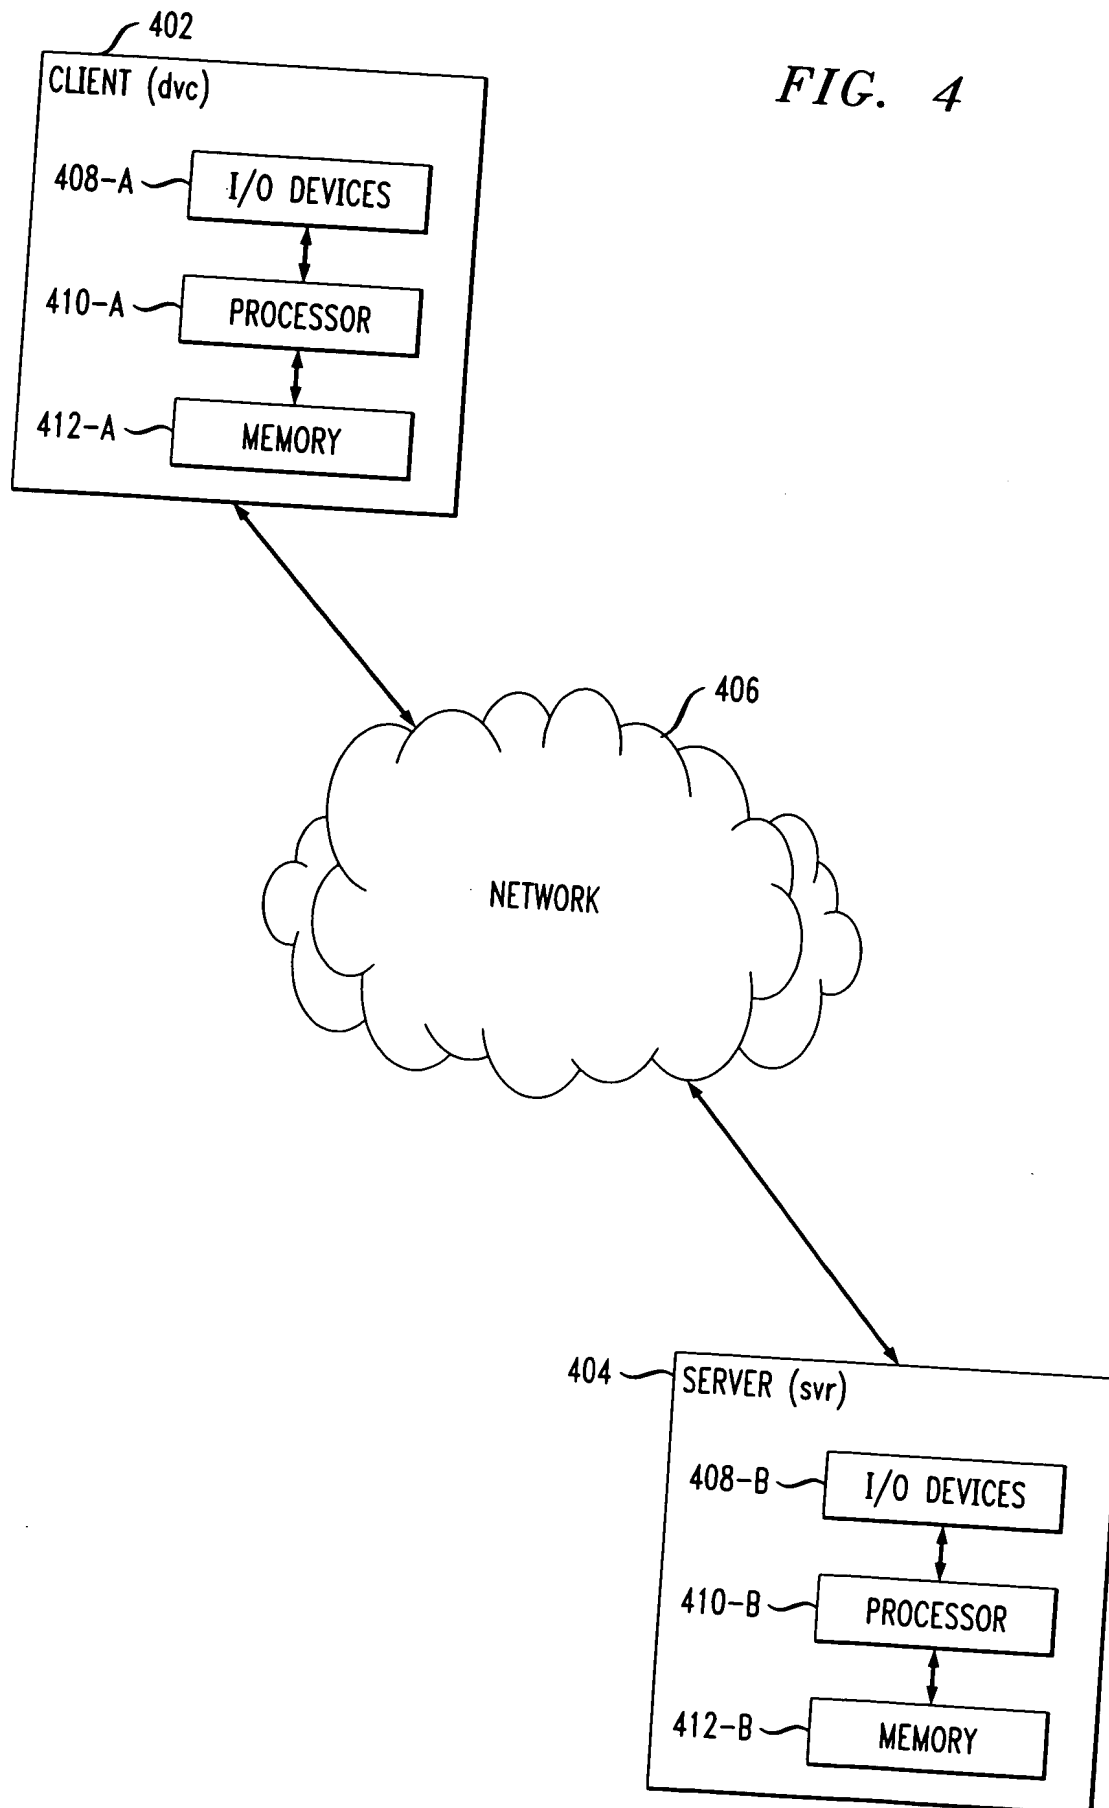 402
FIG. 4
CLIENT (dvc)
408-A
I/O DEVICES
410-A
PROCESSOR
412-A
MEMORY
406
NETWORK
404
SERVER (svr)
408-B
I/O DEVICES
410-B
PROCESSOR
412-B
MEMORY